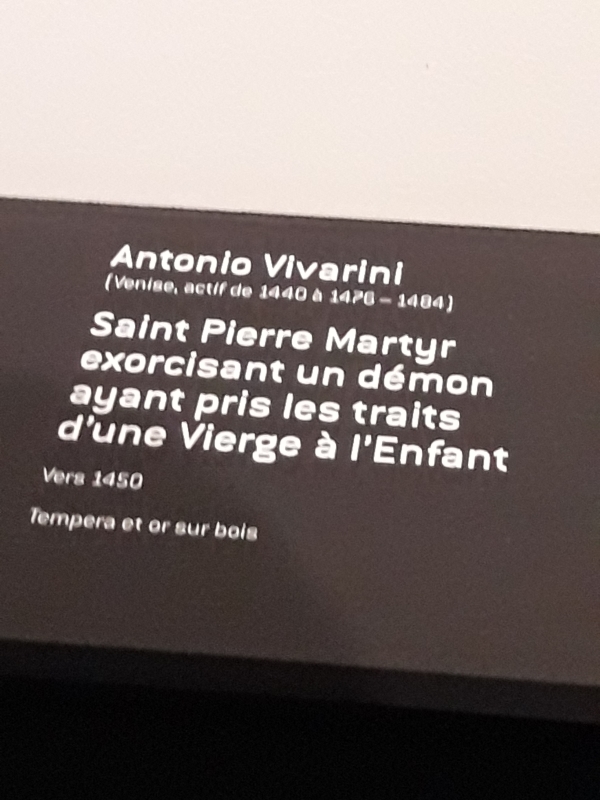 Antonio Vivarini
(Venise, actif de 1440 à 1476 – 1484)
Saint Pierre Martyr
exorcisant un démon
ayant pris les traits
d'une Vierge à l'Enfant
Vers 1450
Tempera et or sur bois